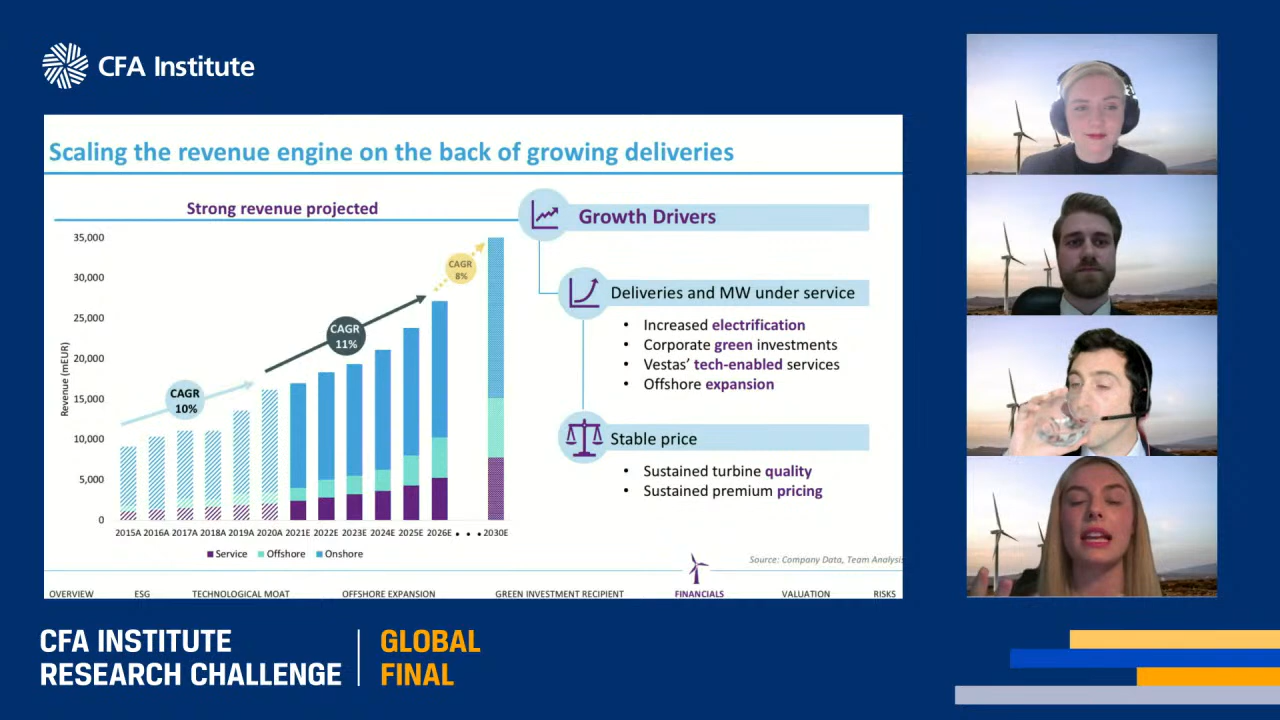 CFA Institute
Scaling the revenue engine on the back of growing deliveries
Strong revenue projected
Revenue (mEUR)
35,000
30,000
25,000
20,000
15,000
10,000
5,000
0
CAGR
10%
CAGR
11%
CAGR
8%
2015A 2016A 2017A 2018A 2019A 2020A 2021E 2022E 2023E 2024E 2025E 2026E • • • 2030E
Service Offshore Onshore
Growth Drivers
Deliveries and MW under service
• Increased electrification
• Corporate green investments
• Vestas' tech-enabled services
• Offshore expansion
Stable price
• Sustained turbine quality
• Sustained premium pricing
Source: Company Data, Team Analysis
OVERVIEW ESG TECHNOLOGICAL MOAT OFFSHORE EXPANSION GREEN INVESTMENT RECIPIENT FINANCIALS VALUATION RISKS
CFA INSTITUTE
RESEARCH CHALLENGE
GLOBAL
FINAL